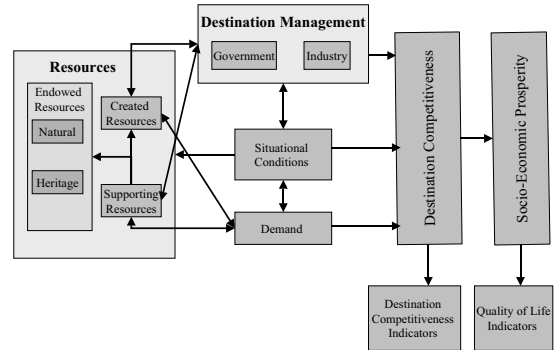 Destination Management
Government
Industry
Resources
Endowed
Resources
Natural
Heritage
Created
Resources
Supporting
Resources
Situational
Conditions
Demand
Destination Competitiveness
Socio-Economic Prosperity
Destination
Competitiveness
Indicators
Quality of Life
Indicators